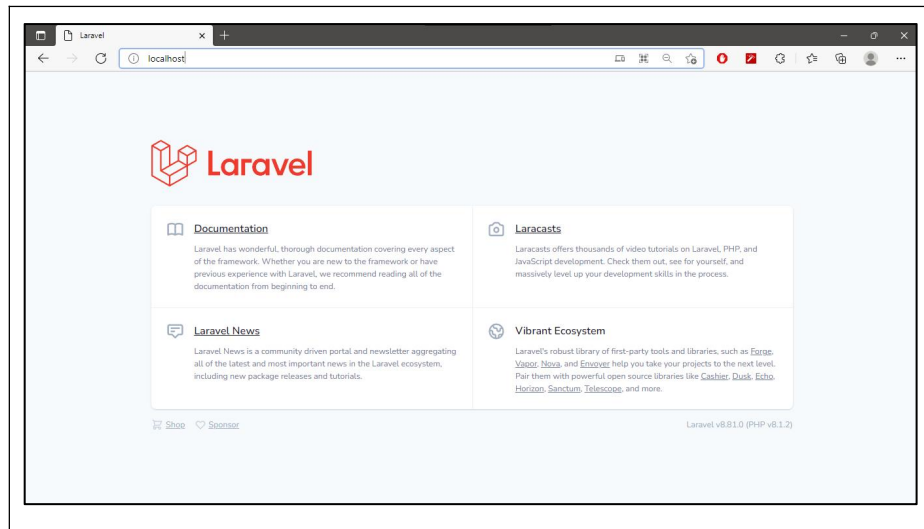 Laravel
localhost
Laravel
Documentation
Laravel has wonderful, thorough documentation covering every aspect
of the framework. Whether you are new to the framework or have
previous experience with Laravel, we recommend reading all of the
documentation from beginning to end.
Laracasts
Laracasts offers thousands of video tutorials on Laravel, PHP, and
JavaScript development. Check them out, see for yourself, and
massively level up your development skills in the process.
Laravel News
Laravel News is a community driven portal and newsletter aggregating
all of the latest and most important news in the Laravel ecosystem,
including new package releases and tutorials.
Vibrant Ecosystem
Laravel's robust library of first-party tools and libraries, such as Forge,
Vapor, Nova, and Envoyer help you take your projects to the next level.
Pair them with powerful open source libraries like Cashier, Dusk, Echo,
Horizon, Sanctum, Telescope, and more.
Shop Sponsor
Laravel v8.81.0 (PHP v8.1.2)